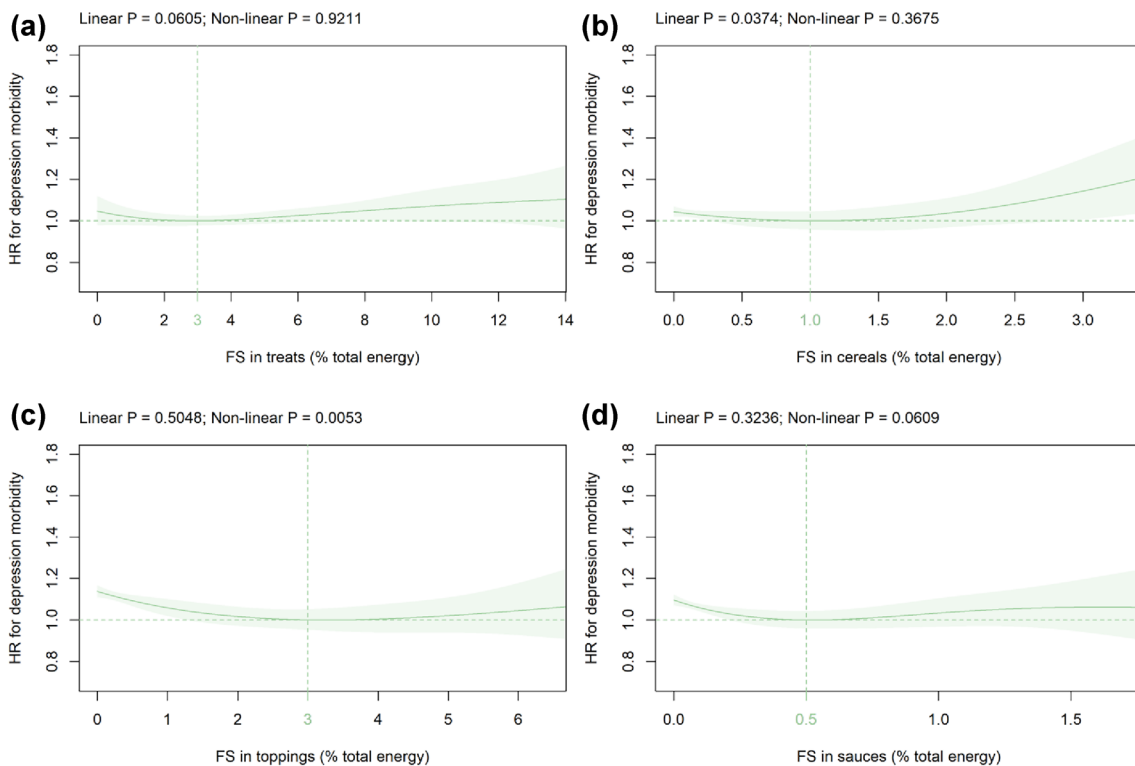 (a)
Linear P = 0.0605; Non-linear P = 0.9211
HR for depression morbidity
1.8
1.6
1.4
1.2
1.0
0.8
0 2 3 4 6 8 10 12 14
FS in treats (% total energy)
(b)
Linear P = 0.0374; Non-linear P = 0.3675
HR for depression morbidity
1.8
1.6
1.4
1.2
1.0
0.8
0.0 0.5 1.0 1.5 2.0 2.5 3.0
FS in cereals (% total energy)
(c)
Linear P = 0.5048; Non-linear P = 0.0053
HR for depression morbidity
1.8
1.6
1.4
1.2
1.0
0.8
0 1 2 3 4 5 6
FS in toppings (% total energy)
(d)
Linear P = 0.3236; Non-linear P = 0.0609
HR for depression morbidity
1.8
1.6
1.4
1.2
1.0
0.8
0.0 0.5 1.0 1.5
FS in sauces (% total energy)